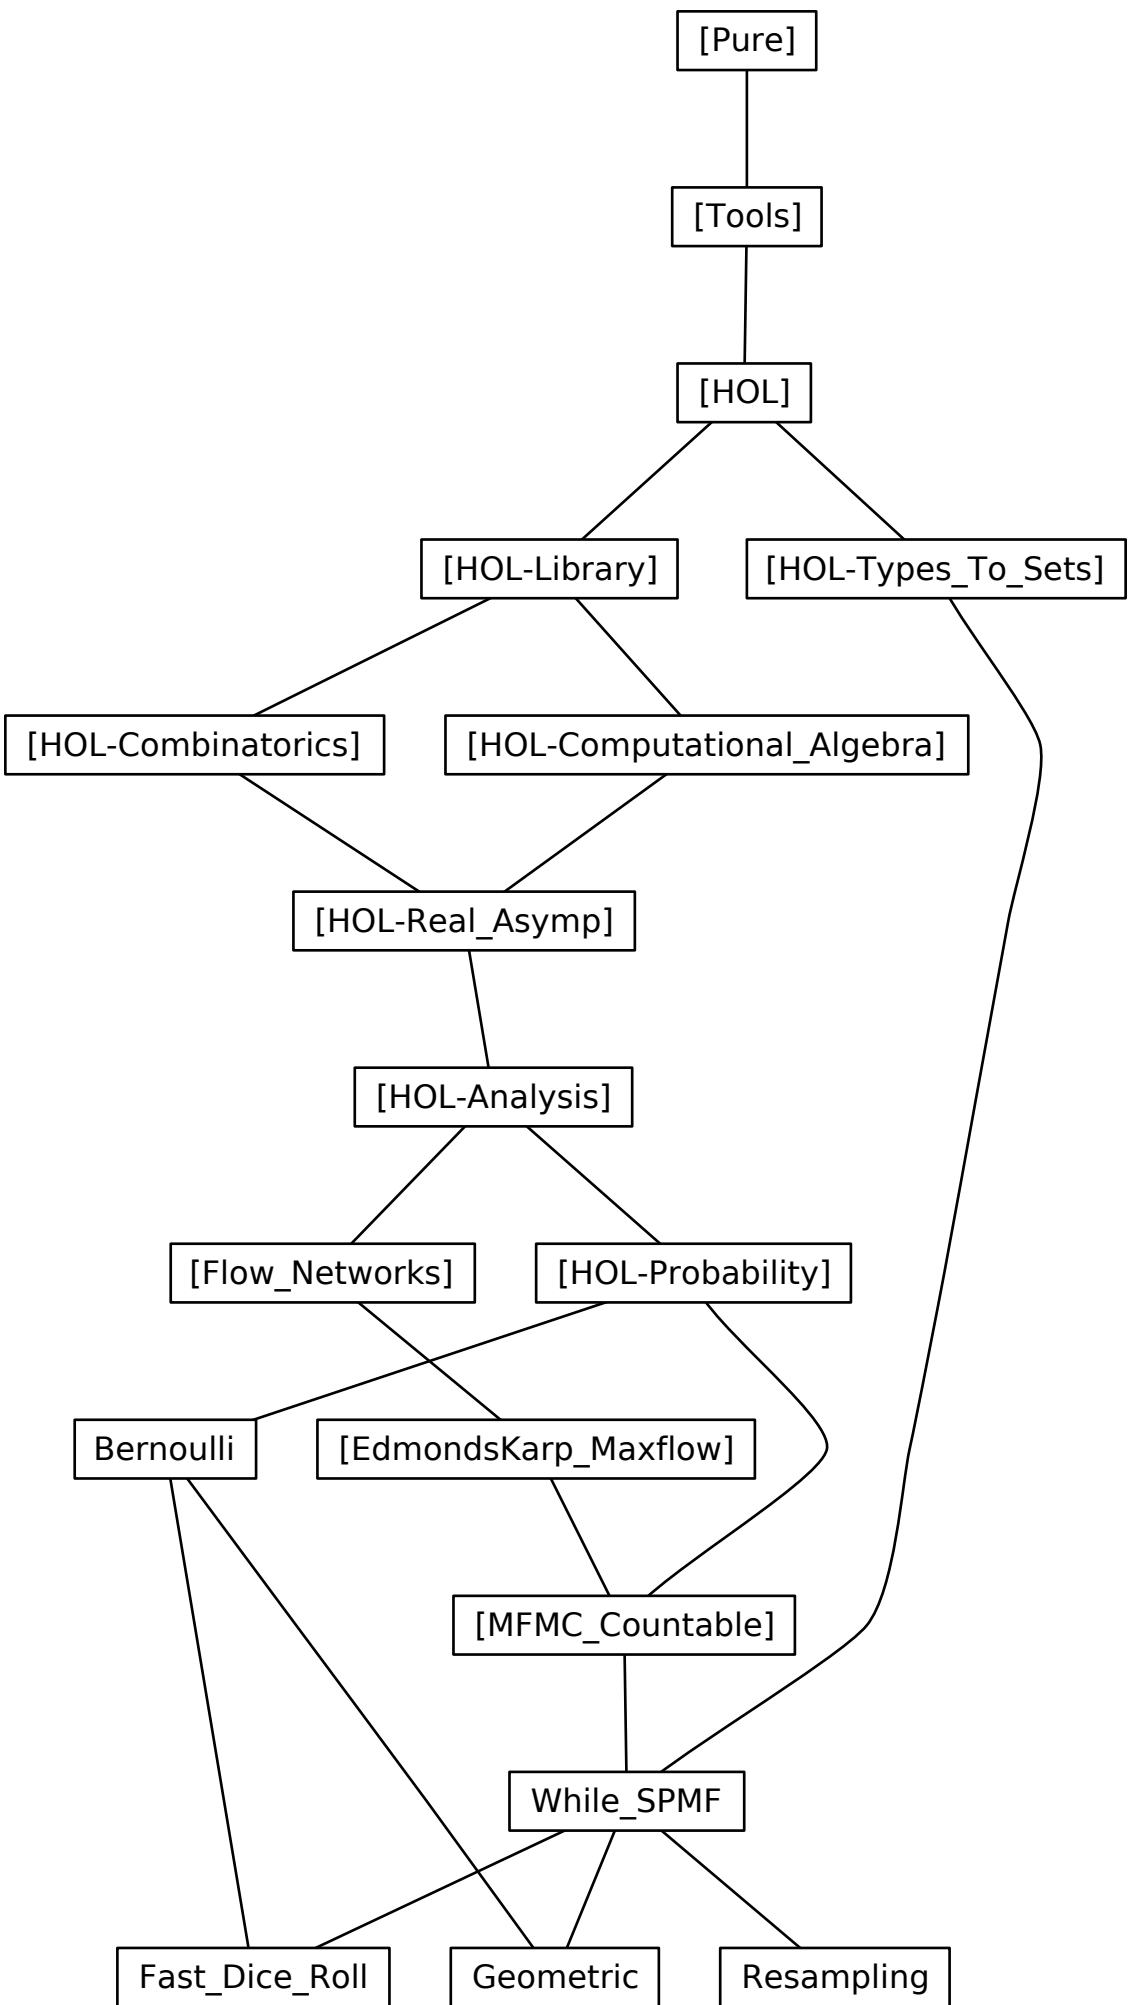 [Pure]
[Tools]
[HOL]
[HOL-Library]
[HOL-Types_To_Sets]
[HOL-Combinatorics]
[HOL-Computational_Algebra]
[HOL-Real_Asymp]
[HOL-Analysis]
[Flow_Networks]
[HOL-Probability]
Bernoulli
[EdmondsKarp_Maxflow]
[MFMC_Countable]
While_SPMF
Fast_Dice_Roll
Geometric
Resampling